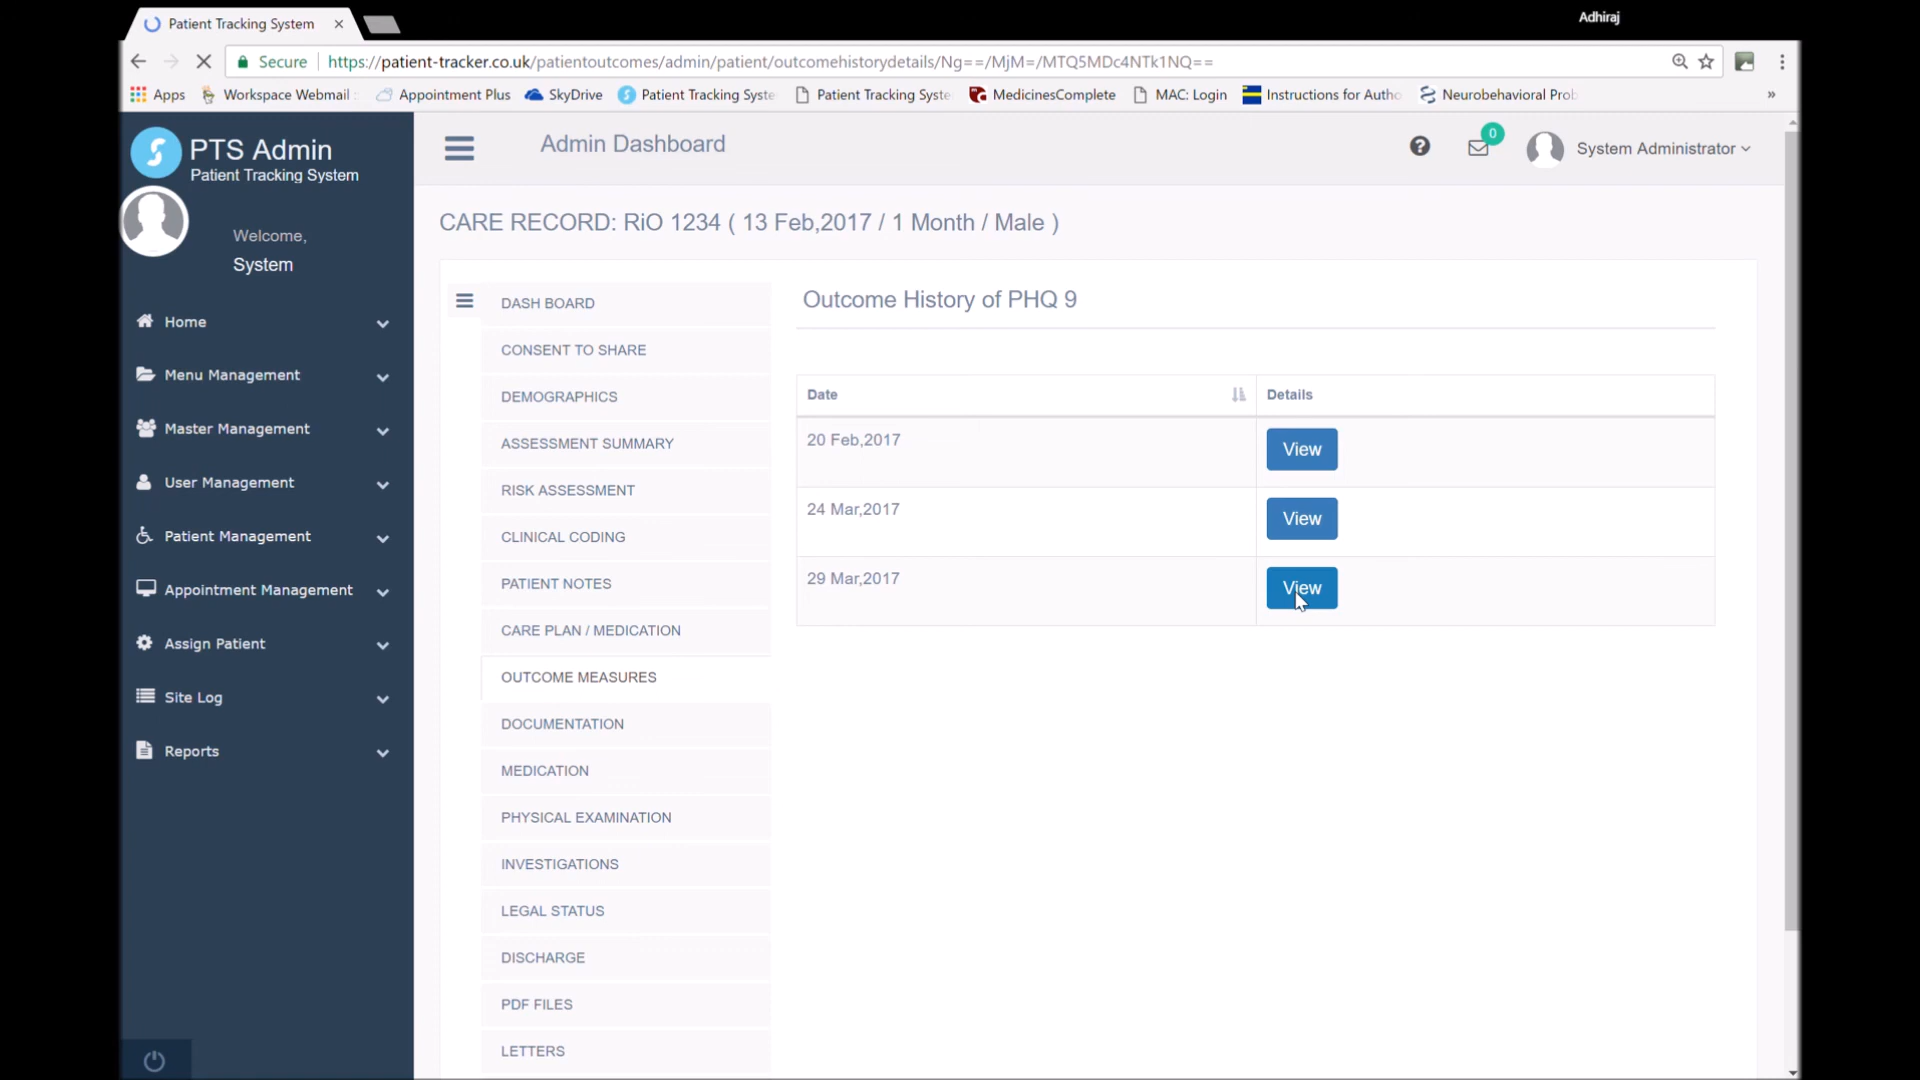 Adhiraj
Patient Tracking System
Secure https://patient-tracker.co.uk/patientoutcomes/admin/patient/outcomehistorydetails/Ng==/MjM=/MTQ5MDc4NTk1NQ==
Apps Workspace Webmail Appointment Plus SkyDrive Patient Tracking Syste Patient Tracking Syste MedicinesComplete MAC: Login Instructions for Autho Neurobehavioral Prob »
PTS Admin
Patient Tracking System
Admin Dashboard
0
System Administrator
Welcome,
System
Home
Menu Management
Master Management
User Management
Patient Management
Appointment Management
Assign Patient
Site Log
Reports
CARE RECORD: RiO 1234 ( 13 Feb,2017 / 1 Month / Male )
DASH BOARD
CONSENT TO SHARE
DEMOGRAPHICS
ASSESSMENT SUMMARY
RISK ASSESSMENT
CLINICAL CODING
PATIENT NOTES
CARE PLAN / MEDICATION
OUTCOME MEASURES
DOCUMENTATION
MEDICATION
PHYSICAL EXAMINATION
INVESTIGATIONS
LEGAL STATUS
DISCHARGE
PDF FILES
LETTERS
Outcome History of PHQ 9
Date Details
20 Feb,2017 View
24 Mar,2017 View
29 Mar,2017 View